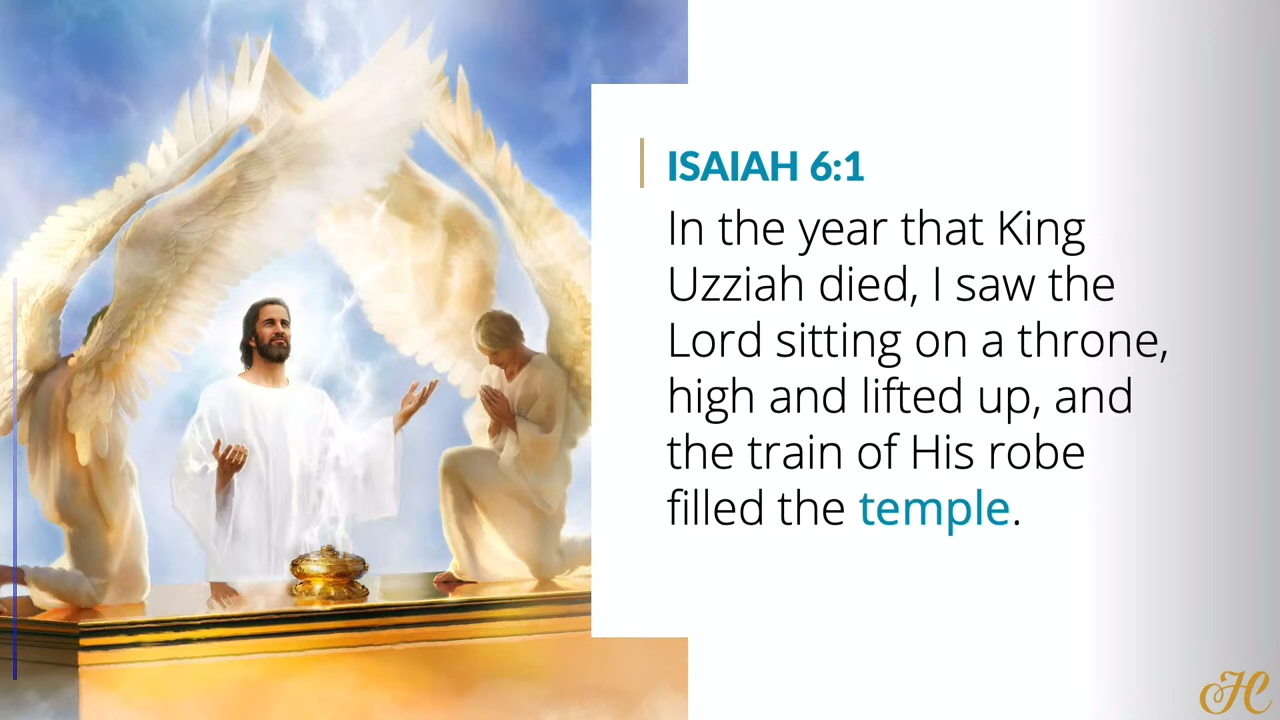 ISAIAH 6:1
In the year that King
Uzziah died, I saw the
Lord sitting on a throne,
high and lifted up, and
the train of His robe
filled the temple.
HC